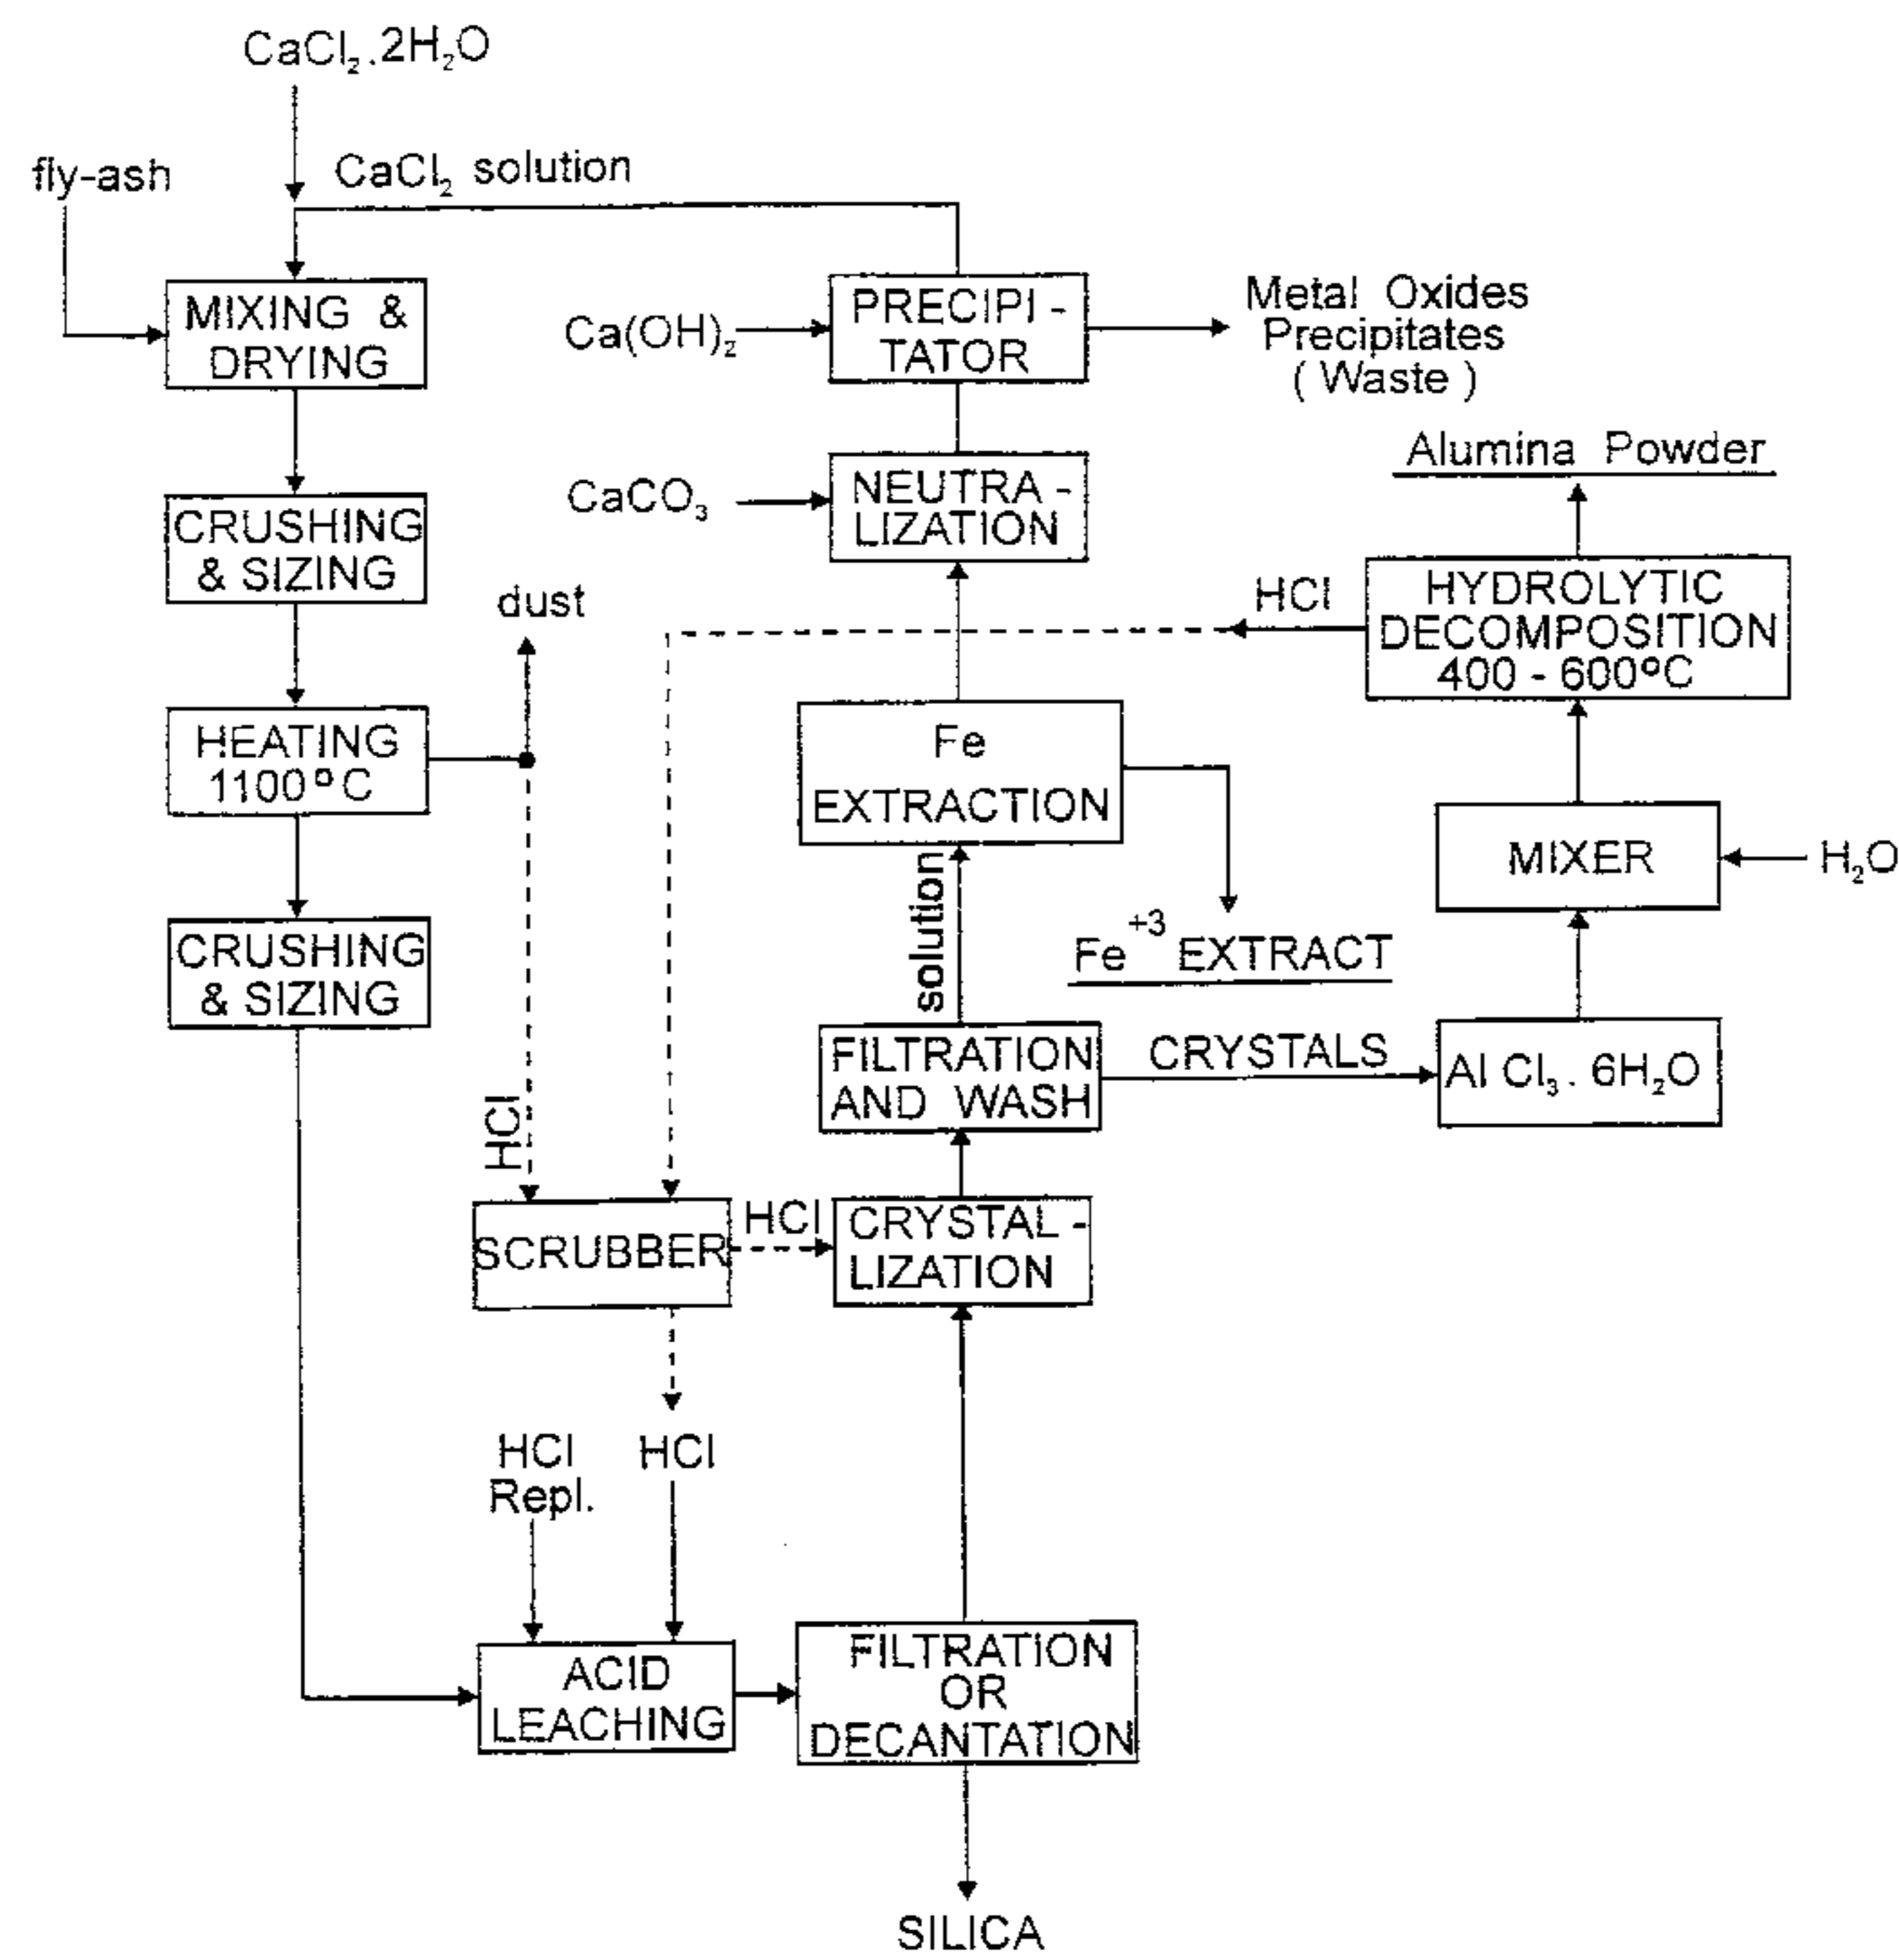 CaCl₂.2H₂O
fly-ash
CaCl₂ solution
MIXING &
DRYING
Ca(OH)₂
PRECIPI -
TATOR
Metal Oxides
Precipitates
( Waste )
Alumina Powder
CaCO₃
NEUTRA -
LIZATION
CRUSHING
& SIZING
dust
HCl
HYDROLYTIC
DECOMPOSITION
400 - 600ºC
HEATING
1100ºC
Fe
EXTRACTION
MIXER
H₂O
solution
Fe⁺³ EXTRACT
CRUSHING
& SIZING
FILTRATION
AND WASH
CRYSTALS
Al Cl₃ . 6H₂O
HCl
SCRUBBER
HCl
CRYSTAL -
LIZATION
HCl
Repl.
HCl
ACID
LEACHING
FILTRATION
OR
DECANTATION
SILICA